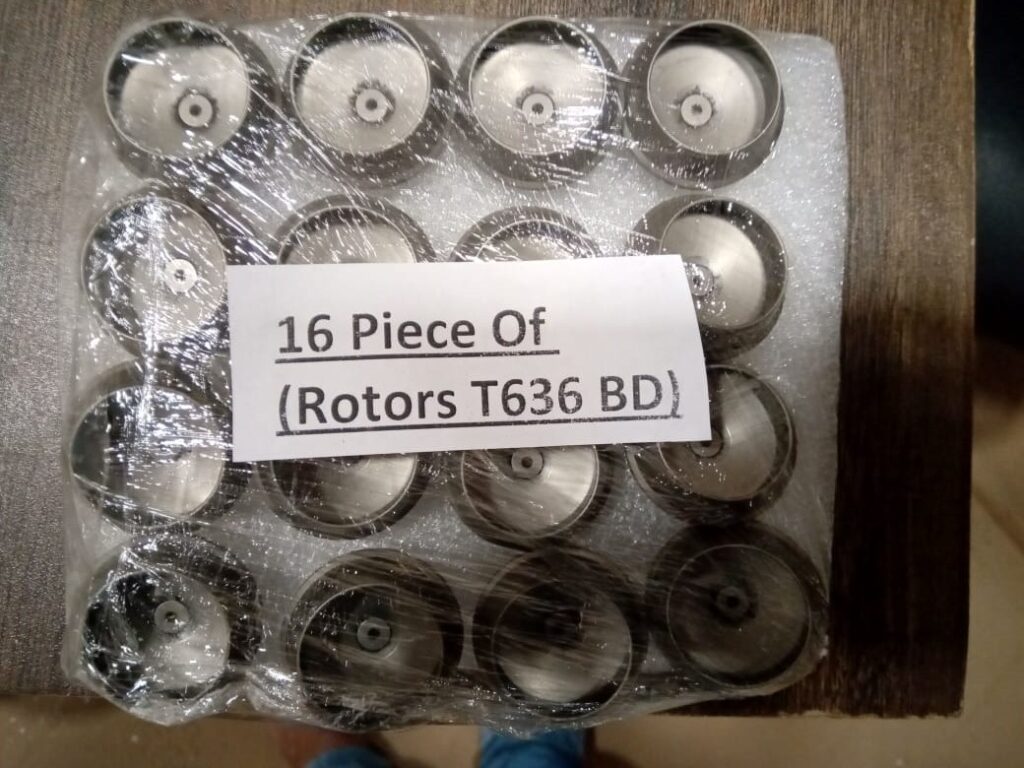 16 Piece Of
(Rotors T636 BD)